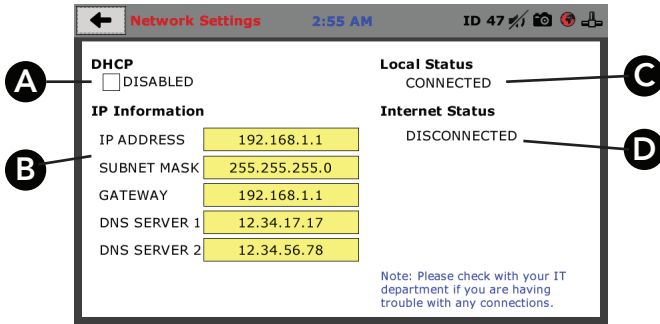 Network Settings 2:55 AM ID 47
DHCP
DISABLED
IP Information
IP ADDRESS 192.168.1.1
SUBNET MASK 255.255.255.0
GATEWAY 192.168.1.1
DNS SERVER 1 12.34.17.17
DNS SERVER 2 12.34.56.78
Local Status
CONNECTED
Internet Status
DISCONNECTED
Note: Please check with your IT
department if you are having
trouble with any connections.
A
B
C
D